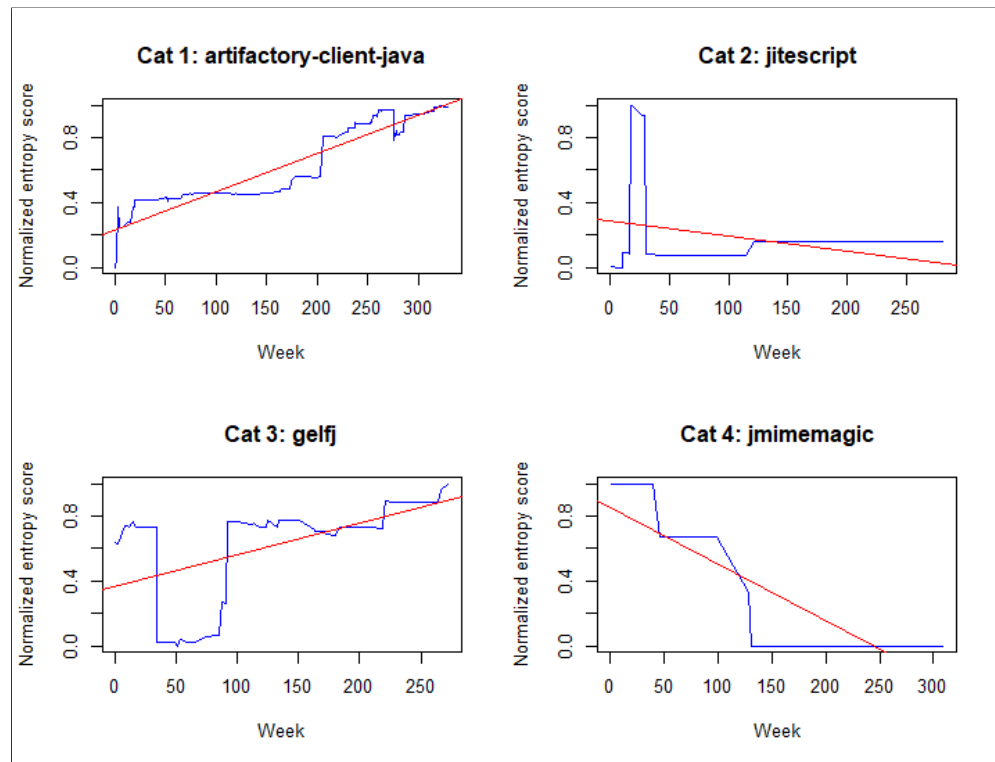 Cat 1: artifactory-client-java
Normalized entropy score
0.0 0.4 0.8
0 50 100 150 200 250 300
Week
Cat 2: jitescript
Normalized entropy score
0.0 0.4 0.8
0 50 100 150 200 250
Week
Cat 3: gelfj
Normalized entropy score
0.0 0.4 0.8
0 50 100 150 200 250
Week
Cat 4: jmimemagic
Normalized entropy score
0.0 0.4 0.8
0 50 100 150 200 250 300
Week